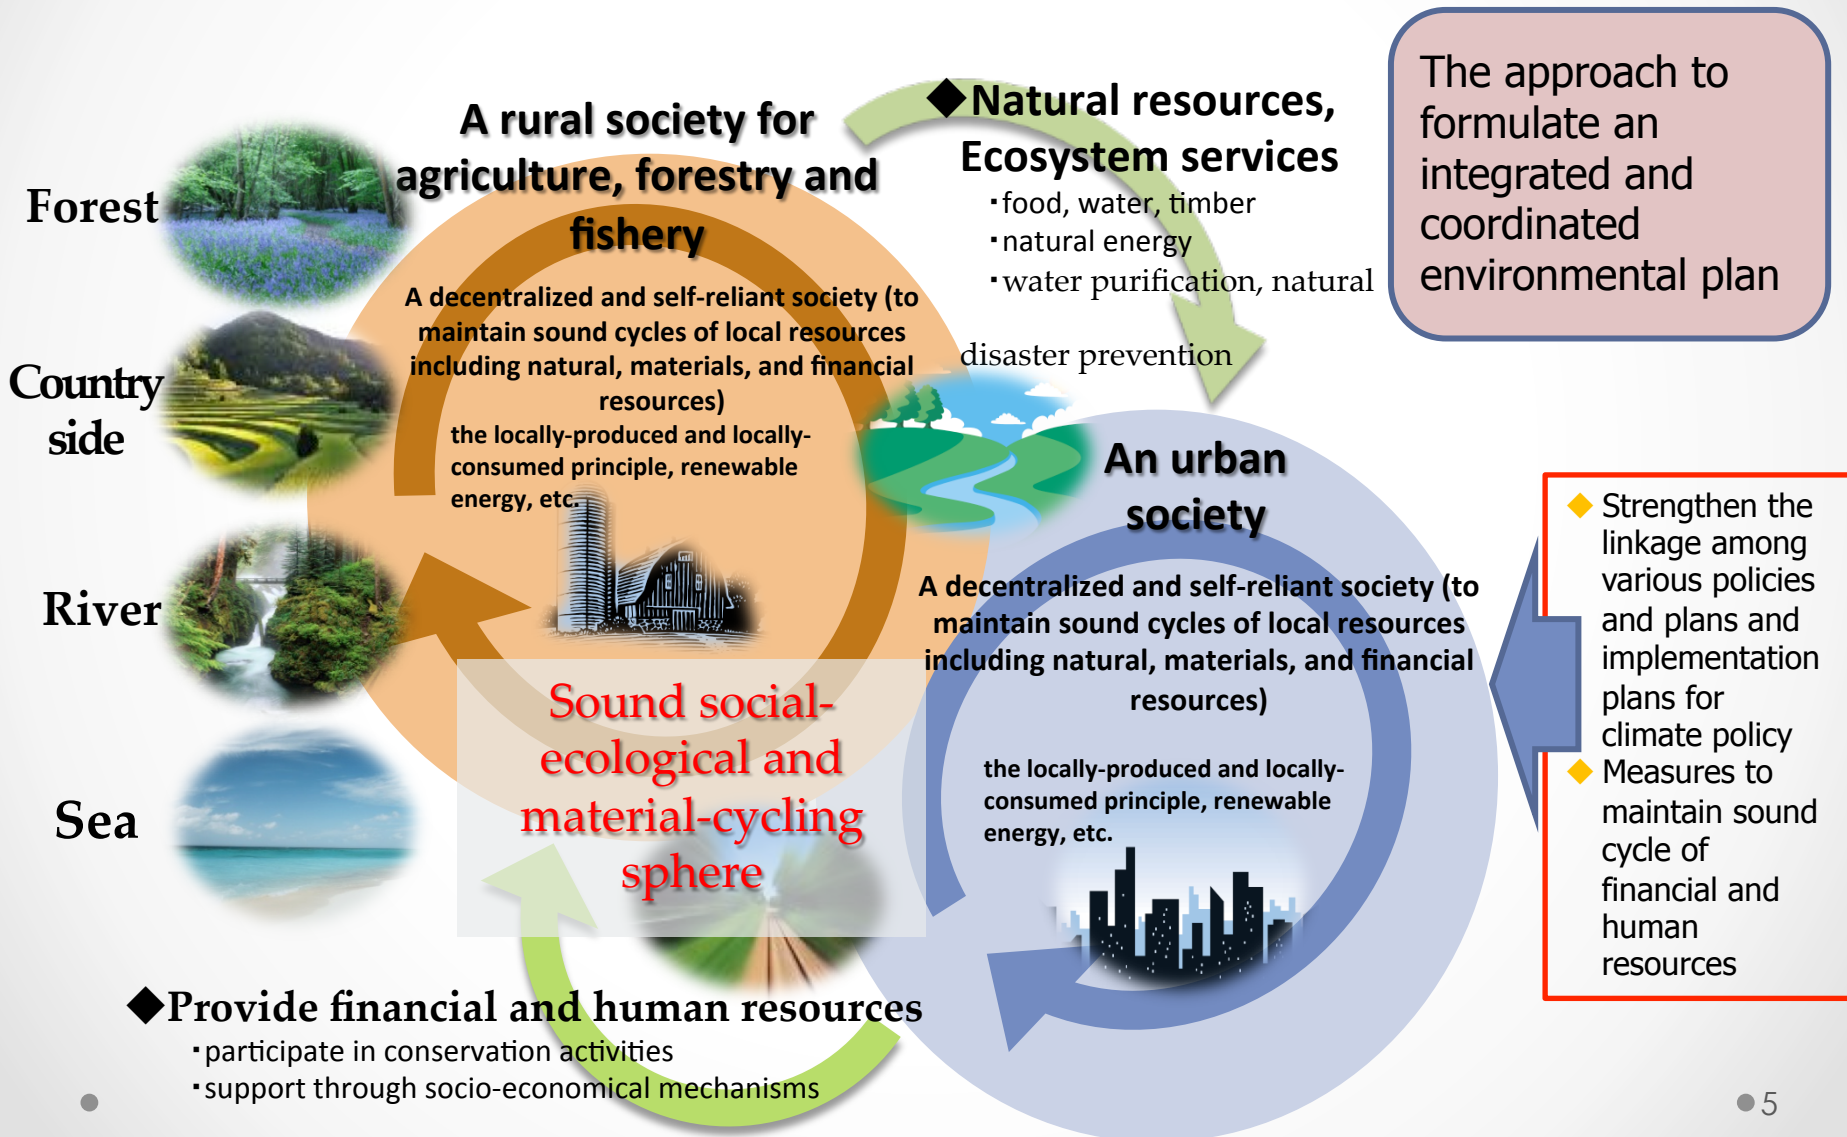 The approach to
formulate an
integrated and
coordinated
environmental plan
A rural society for
agriculture, forestry and
fishery
A decentralized and self-reliant society (to
maintain sound cycles of local resources
including natural, materials, and financial
resources)
the locally-produced and locally-
consumed principle, renewable
energy, etc.
◆Natural resources,
Ecosystem services
▪food, water, timber
▪natural energy
▪water purification, natural
disaster prevention
Forest
Country
side
River
Sea
An urban
society
A decentralized and self-reliant society (to
maintain sound cycles of local resources
including natural, materials, and financial
resources)
the locally-produced and locally-
consumed principle, renewable
energy, etc.
Sound social-
ecological and
material-cycling
sphere
◆ Strengthen the
linkage among
various policies
and plans and
implementation
plans for
climate policy
◆ Measures to
maintain sound
cycle of
financial and
human
resources
◆Provide financial and human resources
▪participate in conservation activities
▪support through socio-economical mechanisms
5